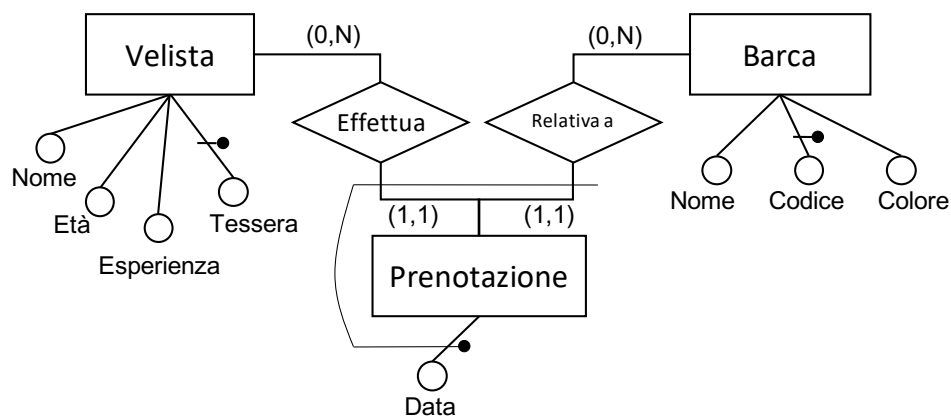 Velista
(0,N)
(0,N)
Barca
Effettua
Relativa a
Nome
Età
Esperienza
Tessera
(1,1)
(1,1)
Nome
Codice
Colore
Prenotazione
Data